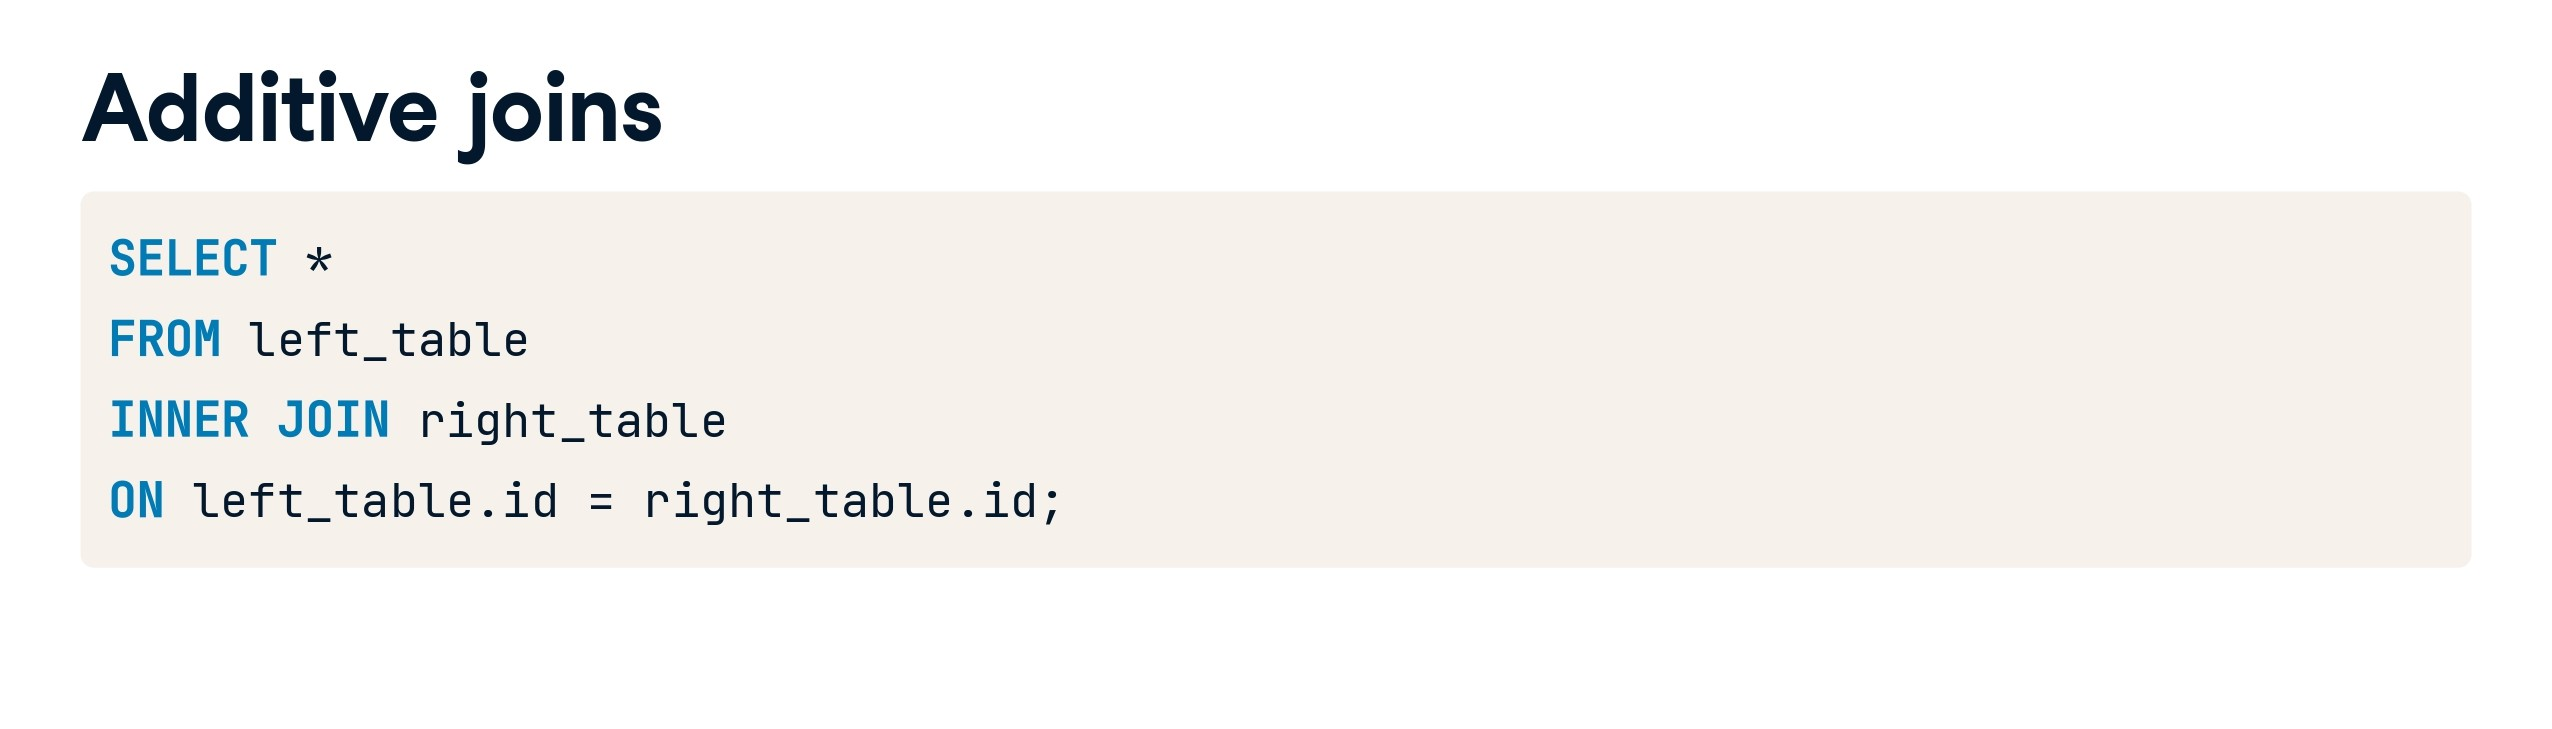 Additive joins
SELECT *
FROM left_table
INNER JOIN right_table
ON left_table.id = right_table.id;